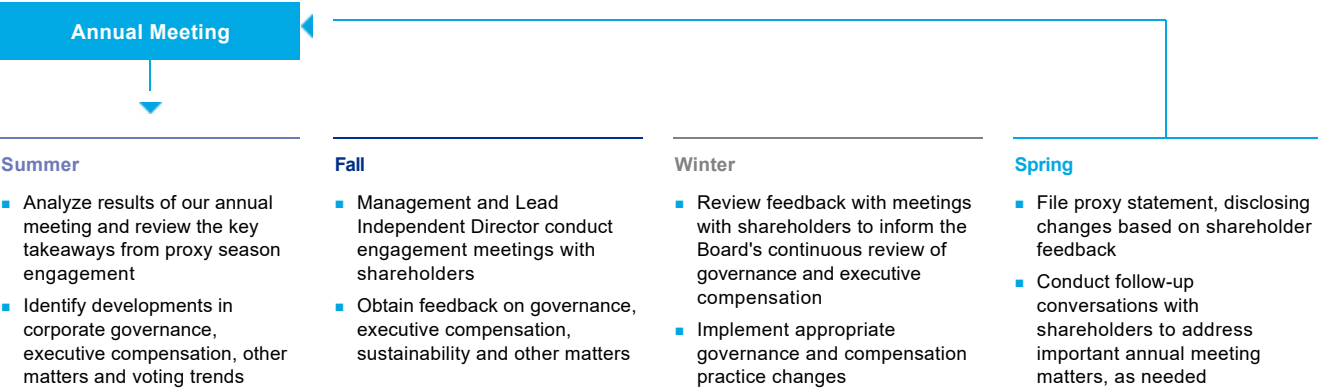 Annual Meeting
Summer
▪ Analyze results of our annual
meeting and review the key
takeaways from proxy season
engagement
▪ Identify developments in
corporate governance,
executive compensation, other
matters and voting trends
Fall
▪ Management and Lead
Independent Director conduct
engagement meetings with
shareholders
▪ Obtain feedback on governance,
executive compensation,
sustainability and other matters
Winter
▪ Review feedback with meetings
with shareholders to inform the
Board's continuous review of
governance and executive
compensation
▪ Implement appropriate
governance and compensation
practice changes
Spring
▪ File proxy statement, disclosing
changes based on shareholder
feedback
▪ Conduct follow-up
conversations with
shareholders to address
important annual meeting
matters, as needed